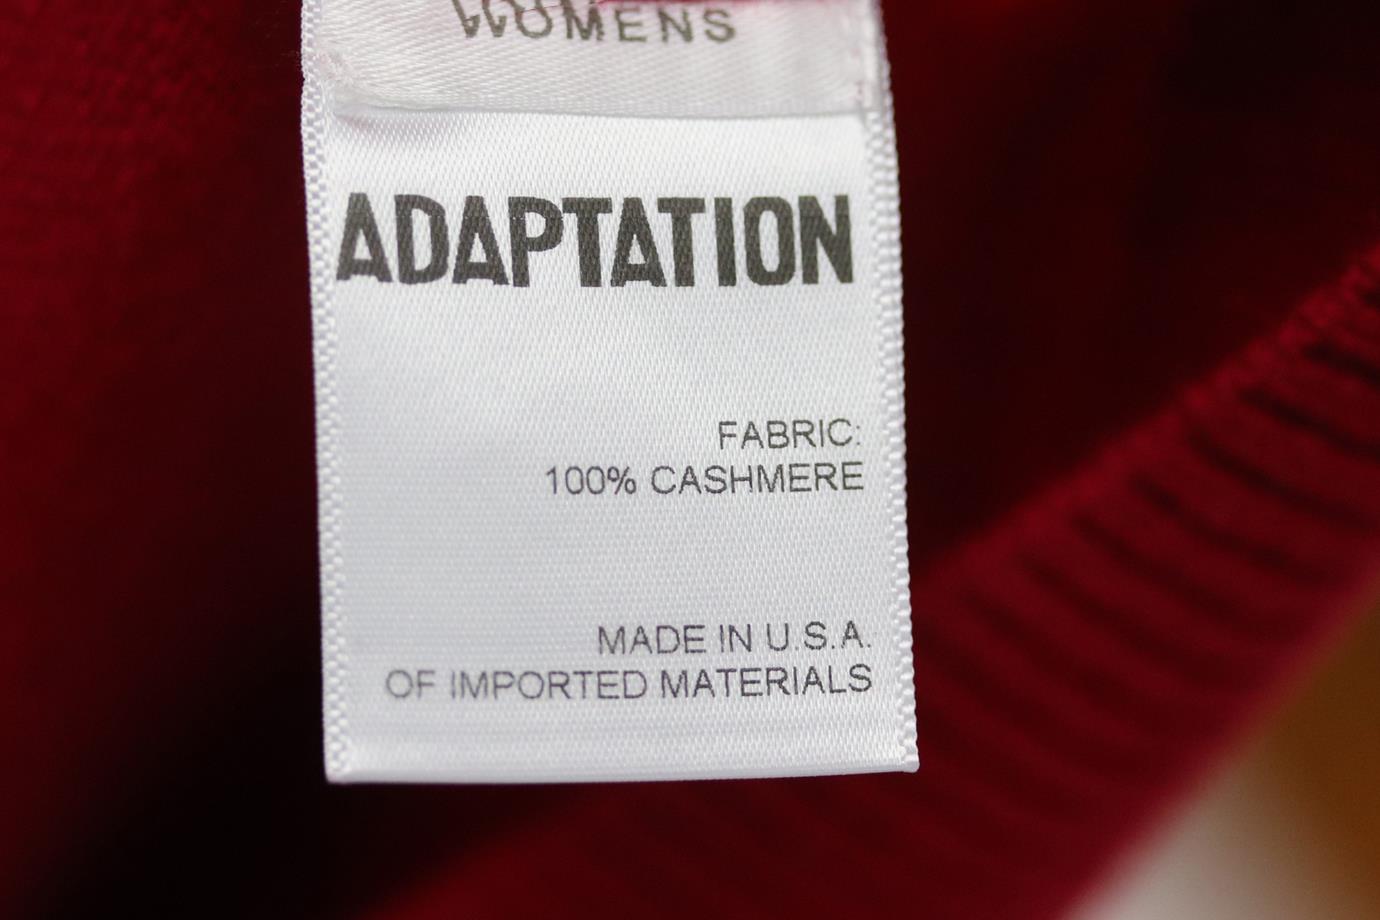 WOMENS
ADAPTATION
FABRIC:
100% CASHMERE
MADE IN U.S.A.
OF IMPORTED MATERIALS